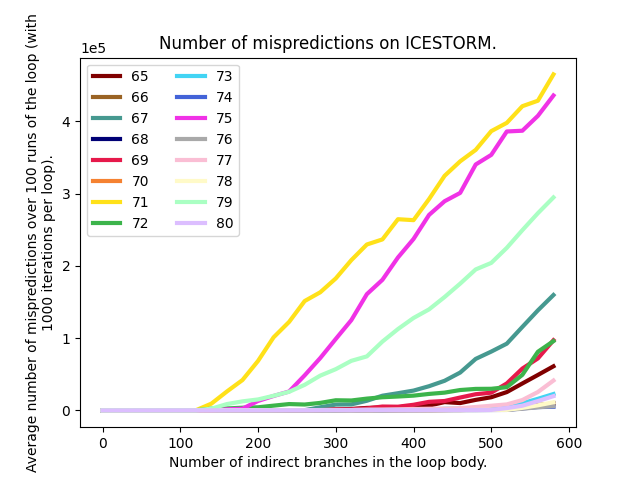 Number of mispredictions on ICESTORM.
1e5
Average number of mispredictions over 100 runs of the loop (with
1000 iterations per loop).
65 73
66 74
67 75
68 76
69 77
70 78
71 79
72 80
4
3
2
1
0
0 100 200 300 400 500 600
Number of indirect branches in the loop body.